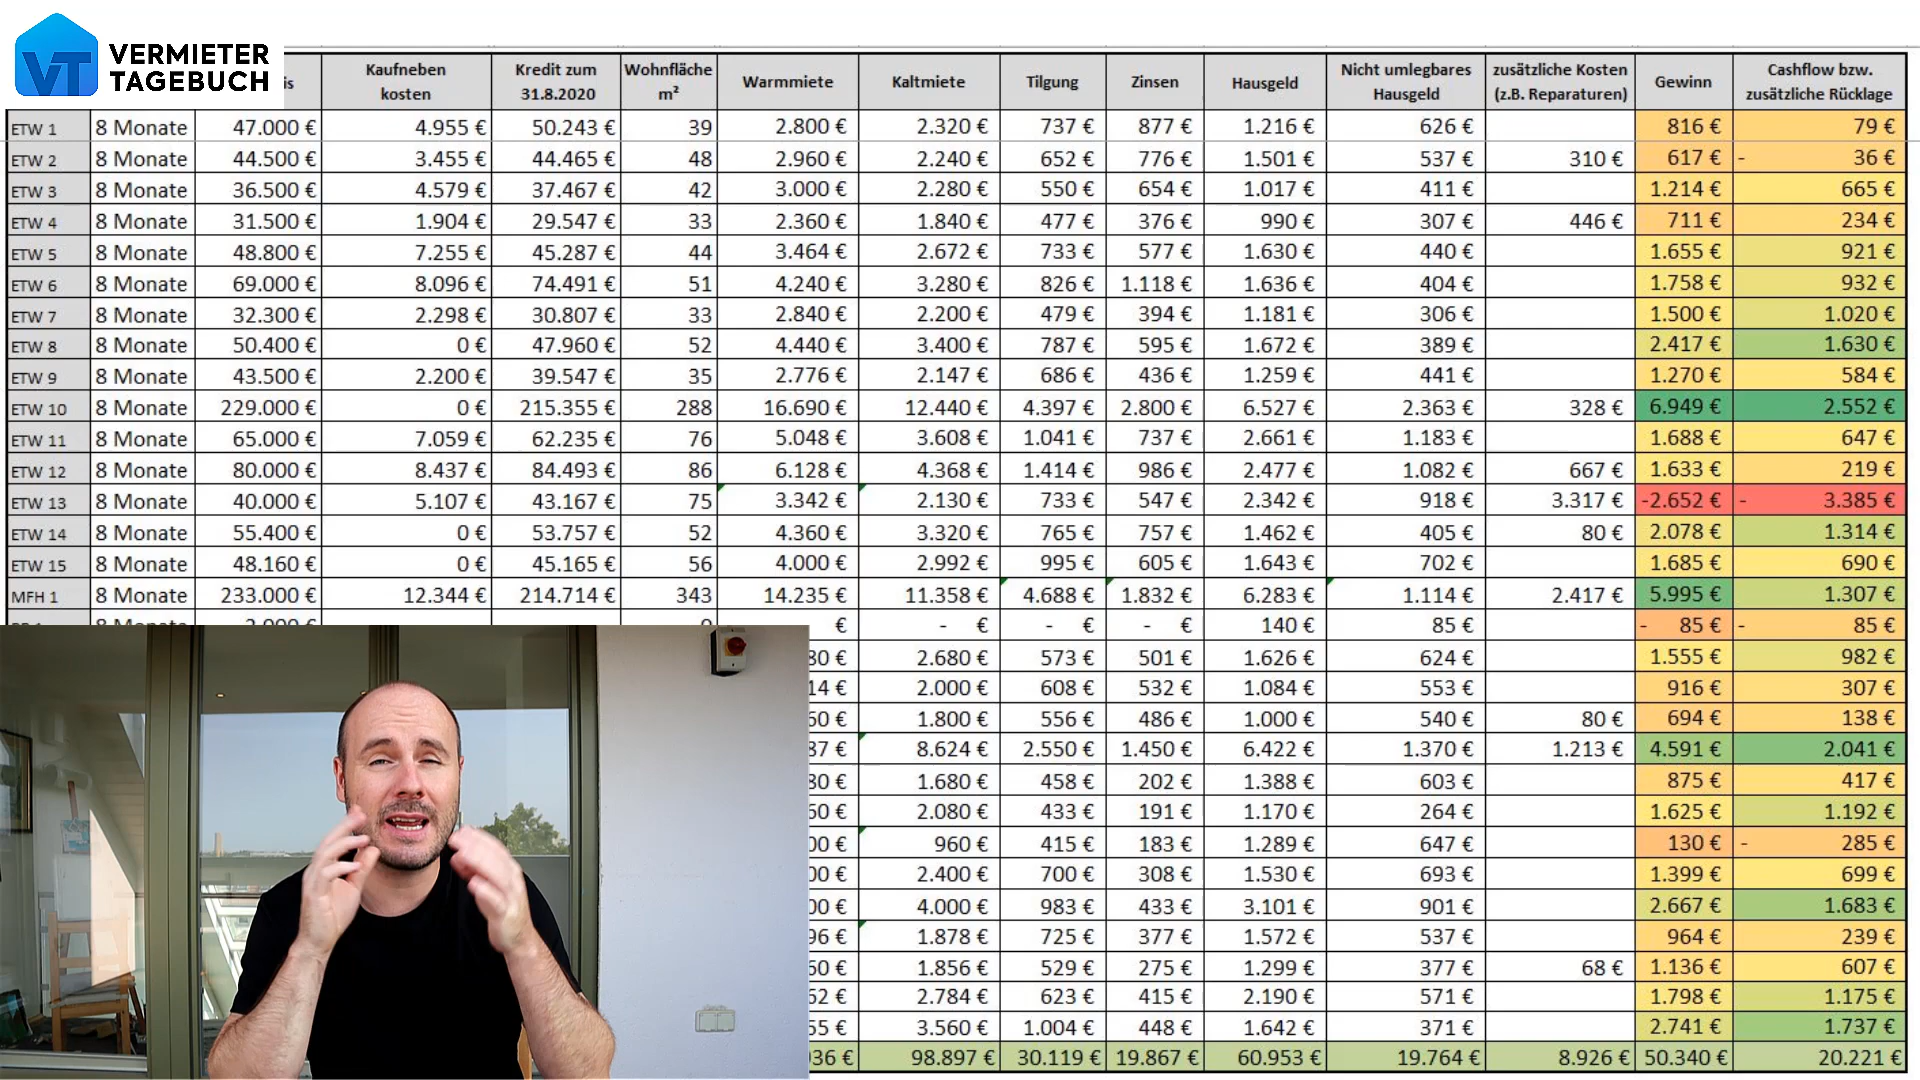 VT VERMIETER
TAGEBUCH
Kaufneben kosten Kredit zum 31.8.2020 Wohnfläche m² Warmmiete Kaltmiete Tilgung Zinsen Hausgeld Nicht umlegbares Hausgeld zusätzliche Kosten (z.B. Reparaturen) Gewinn Cashflow bzw. zusätzliche Rücklage
ETW 1 8 Monate 47.000 € 4.955 € 50.243 € 39 2.800 € 2.320 € 737 € 877 € 1.216 € 626 € 816 € 79 €
ETW 2 8 Monate 44.500 € 3.455 € 44.465 € 48 2.960 € 2.240 € 652 € 776 € 1.501 € 537 € 310 € 617 € - 36 €
ETW 3 8 Monate 36.500 € 4.579 € 37.467 € 42 3.000 € 2.280 € 550 € 654 € 1.017 € 411 € 1.214 € 665 €
ETW 4 8 Monate 31.500 € 1.904 € 29.547 € 33 2.360 € 1.840 € 477 € 376 € 990 € 307 € 446 € 711 € 234 €
ETW 5 8 Monate 48.800 € 7.255 € 45.287 € 44 3.464 € 2.672 € 733 € 577 € 1.630 € 440 € 1.655 € 921 €
ETW 6 8 Monate 69.000 € 8.096 € 74.491 € 51 4.240 € 3.280 € 826 € 1.118 € 1.636 € 404 € 1.758 € 932 €
ETW 7 8 Monate 32.300 € 2.298 € 30.807 € 33 2.840 € 2.200 € 479 € 394 € 1.181 € 306 € 1.500 € 1.020 €
ETW 8 8 Monate 50.400 € 0 € 47.960 € 52 4.440 € 3.400 € 787 € 595 € 1.672 € 389 € 2.417 € 1.630 €
ETW 9 8 Monate 43.500 € 2.200 € 39.547 € 35 2.776 € 2.147 € 686 € 436 € 1.259 € 441 € 1.270 € 584 €
ETW 10 8 Monate 229.000 € 0 € 215.355 € 288 16.690 € 12.440 € 4.397 € 2.800 € 6.527 € 2.363 € 328 € 6.949 € 2.552 €
ETW 11 8 Monate 65.000 € 7.059 € 62.235 € 76 5.048 € 3.608 € 1.041 € 737 € 2.661 € 1.183 € 1.688 € 647 €
ETW 12 8 Monate 80.000 € 8.437 € 84.493 € 86 6.128 € 4.368 € 1.414 € 986 € 2.477 € 1.082 € 667 € 1.633 € 219 €
ETW 13 8 Monate 40.000 € 5.107 € 43.167 € 75 3.342 € 2.130 € 733 € 547 € 2.342 € 918 € 3.317 € -2.652 € - 3.385 €
ETW 14 8 Monate 55.400 € 0 € 53.757 € 52 4.360 € 3.320 € 765 € 757 € 1.462 € 405 € 80 € 2.078 € 1.314 €
ETW 15 8 Monate 48.160 € 0 € 45.165 € 56 4.000 € 2.992 € 995 € 605 € 1.643 € 702 € 1.685 € 690 €
MFH 1 8 Monate 233.000 € 12.344 € 214.714 € 343 14.235 € 11.358 € 4.688 € 1.832 € 6.283 € 1.114 € 2.417 € 5.995 € 1.307 €
€ - € - € - € 140 € 85 € - 85 € - 85 €
€ 2.680 € 573 € 501 € 1.626 € 624 € 1.555 € 982 €
14 € 2.000 € 608 € 532 € 1.084 € 553 € 916 € 307 €
60 € 1.800 € 556 € 486 € 1.000 € 540 € 80 € 694 € 138 €
87 € 8.624 € 2.550 € 1.450 € 6.422 € 1.370 € 1.213 € 4.591 € 2.041 €
€ 1.680 € 458 € 202 € 1.388 € 603 € 875 € 417 €
60 € 2.080 € 433 € 191 € 1.170 € 264 € 1.625 € 1.192 €
00 € 960 € 415 € 183 € 1.289 € 647 € 130 € - 285 €
00 € 2.400 € 700 € 308 € 1.530 € 693 € 1.399 € 699 €
00 € 4.000 € 983 € 433 € 3.101 € 901 € 2.667 € 1.683 €
96 € 1.878 € 725 € 377 € 1.572 € 537 € 964 € 239 €
60 € 1.856 € 529 € 275 € 1.299 € 377 € 68 € 1.136 € 607 €
62 € 2.784 € 623 € 415 € 2.190 € 571 € 1.798 € 1.175 €
55 € 3.560 € 1.004 € 448 € 1.642 € 371 € 2.741 € 1.737 €
36 € 98.897 € 30.119 € 19.867 € 60.953 € 19.764 € 8.926 € 50.340 € 20.221 €